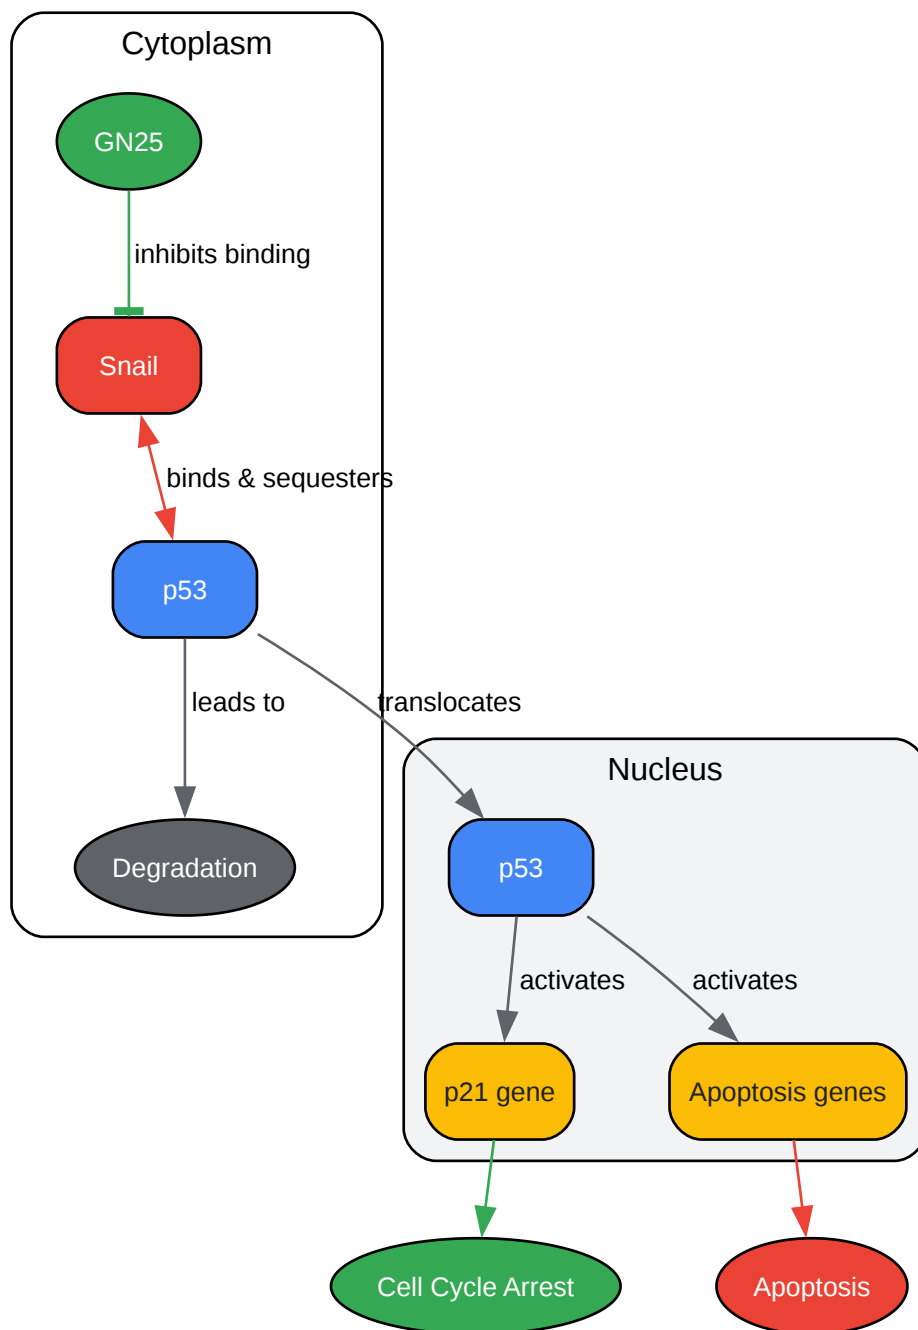 Cytoplasm
GN25
inhibits binding
Snail
binds & sequesters
p53
leads to
translocates
Degradation
Nucleus
p53
activates
activates
p21 gene
Apoptosis genes
Cell Cycle Arrest
Apoptosis